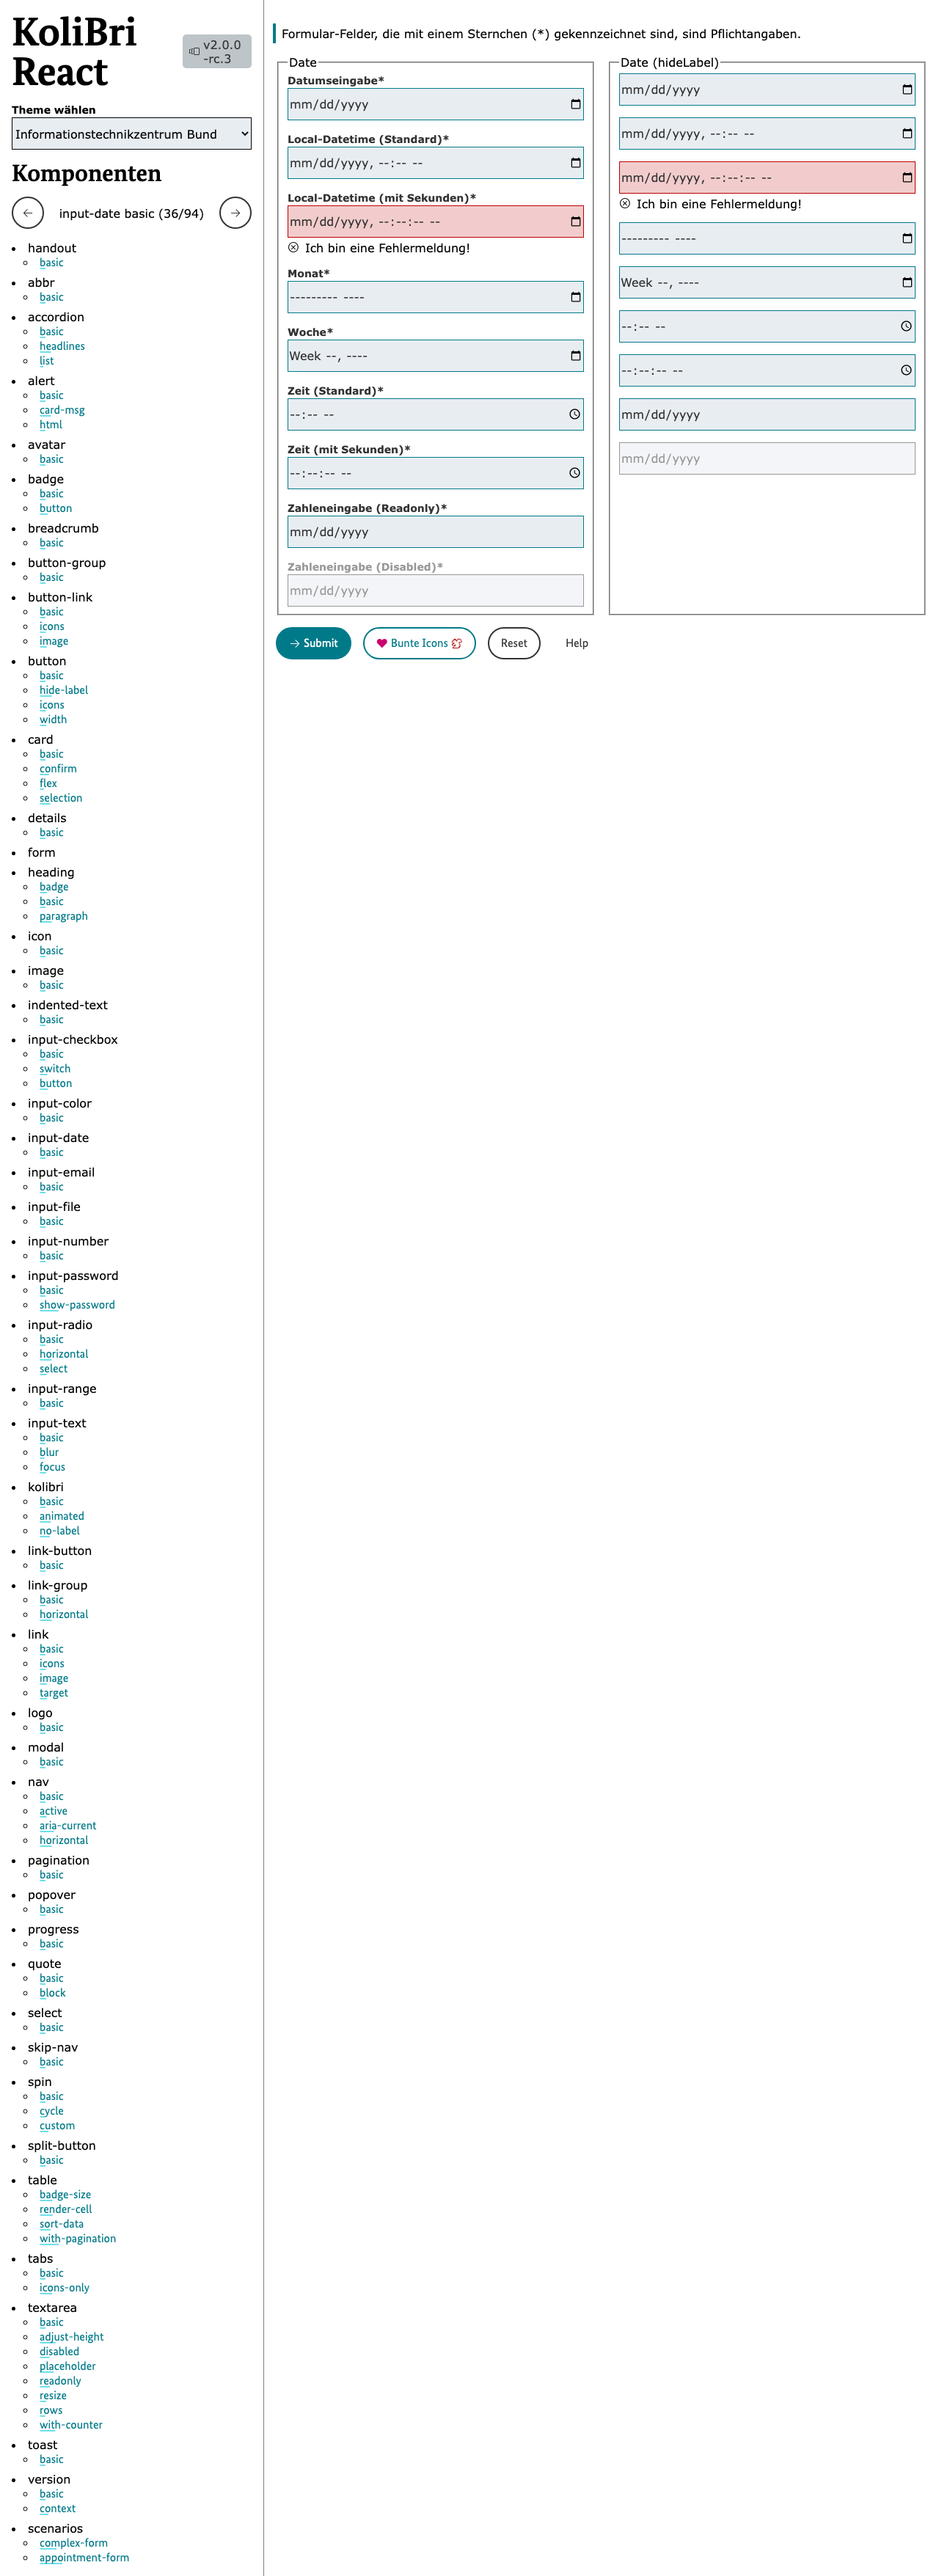 KoliBri
React
v2.0.0
-rc.3
Theme wählen
Informationstechnikzentrum Bund
Komponenten
input-date basic (36/94)
handout
basic
abbr
basic
accordion
basic
headlines
list
alert
basic
card-msg
html
avatar
basic
badge
basic
button
breadcrumb
basic
button-group
basic
button-link
basic
icons
image
button
basic
hide-label
icons
width
card
basic
confirm
flex
selection
details
basic
form
heading
badge
basic
paragraph
icon
basic
image
basic
indented-text
basic
input-checkbox
basic
switch
button
input-color
basic
input-date
basic
input-email
basic
input-file
basic
input-number
basic
input-password
basic
show-password
input-radio
basic
horizontal
select
input-range
basic
input-text
basic
blur
focus
kolibri
basic
animated
no-label
link-button
basic
link-group
basic
horizontal
link
basic
icons
image
target
logo
basic
modal
basic
nav
basic
active
aria-current
horizontal
pagination
basic
popover
basic
progress
basic
quote
basic
block
select
basic
skip-nav
basic
spin
basic
cycle
custom
split-button
basic
table
badge-size
render-cell
sort-data
with-pagination
tabs
basic
icons-only
textarea
basic
adjust-height
disabled
placeholder
readonly
resize
rows
with-counter
toast
basic
version
basic
context
scenarios
complex-form
appointment-form
Formular-Felder, die mit einem Sternchen (*) gekennzeichnet sind, sind Pflichtangaben.
Date
Datumseingabe*
mm/dd/yyyy
Local-Datetime (Standard)*
mm/dd/yyyy, --:-- --
Local-Datetime (mit Sekunden)*
mm/dd/yyyy, --:--:-- --
Ich bin eine Fehlermeldung!
Monat*
--------- ----
Woche*
Week --, ----
Zeit (Standard)*
--:-- --
Zeit (mit Sekunden)*
--:--:-- --
Zahleneingabe (Readonly)*
mm/dd/yyyy
Zahleneingabe (Disabled)*
mm/dd/yyyy
Date (hideLabel)
mm/dd/yyyy
mm/dd/yyyy, --:-- --
mm/dd/yyyy, --:--:-- --
Ich bin eine Fehlermeldung!
--------- ----
Week --, ----
--:-- --
--:--:-- --
mm/dd/yyyy
mm/dd/yyyy
Submit
Bunte Icons
Reset
Help